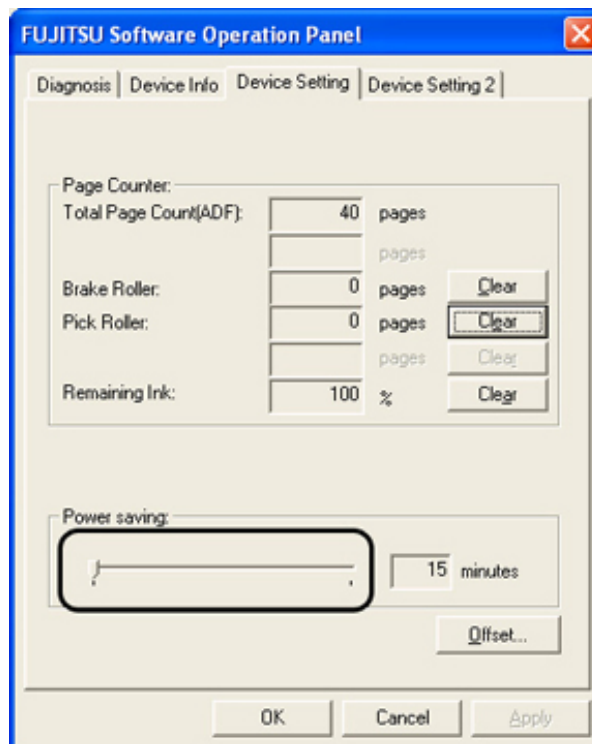 FUJITSU Software Operation Panel
Diagnosis Device Info Device Setting Device Setting 2
Page Counter:
Total Page Count(ADF): 40 pages
pages
Brake Roller: 0 pages Clear
Pick Roller: 0 pages Clear
pages Clear
Remaining Ink: 100 % Clear
Power saving:
15 minutes
Offset...
OK Cancel Apply